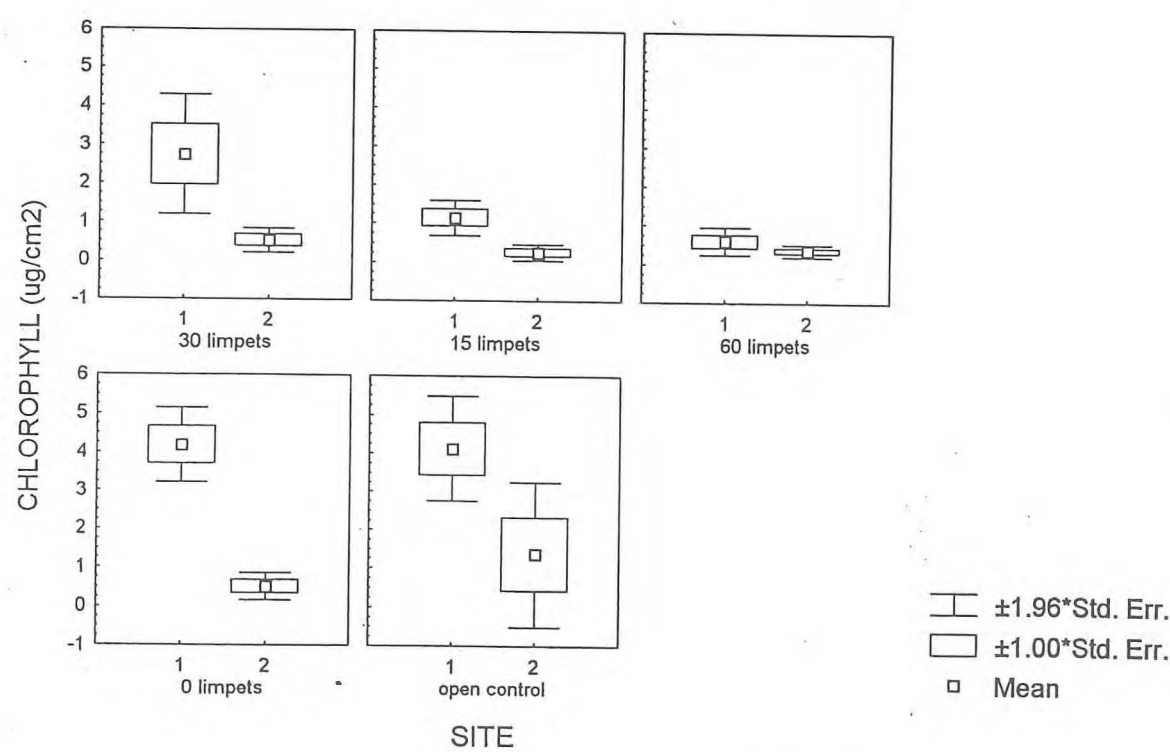 CHLOROPHYLL (ug/cm2)
6
5
4
3
2
1
0
-1
1 2
30 limpets
1 2
15 limpets
1 2
60 limpets
6
5
4
3
2
1
0
-1
1 2
0 limpets
1 2
open control
SITE
±1.96*Std. Err.
±1.00*Std. Err.
Mean